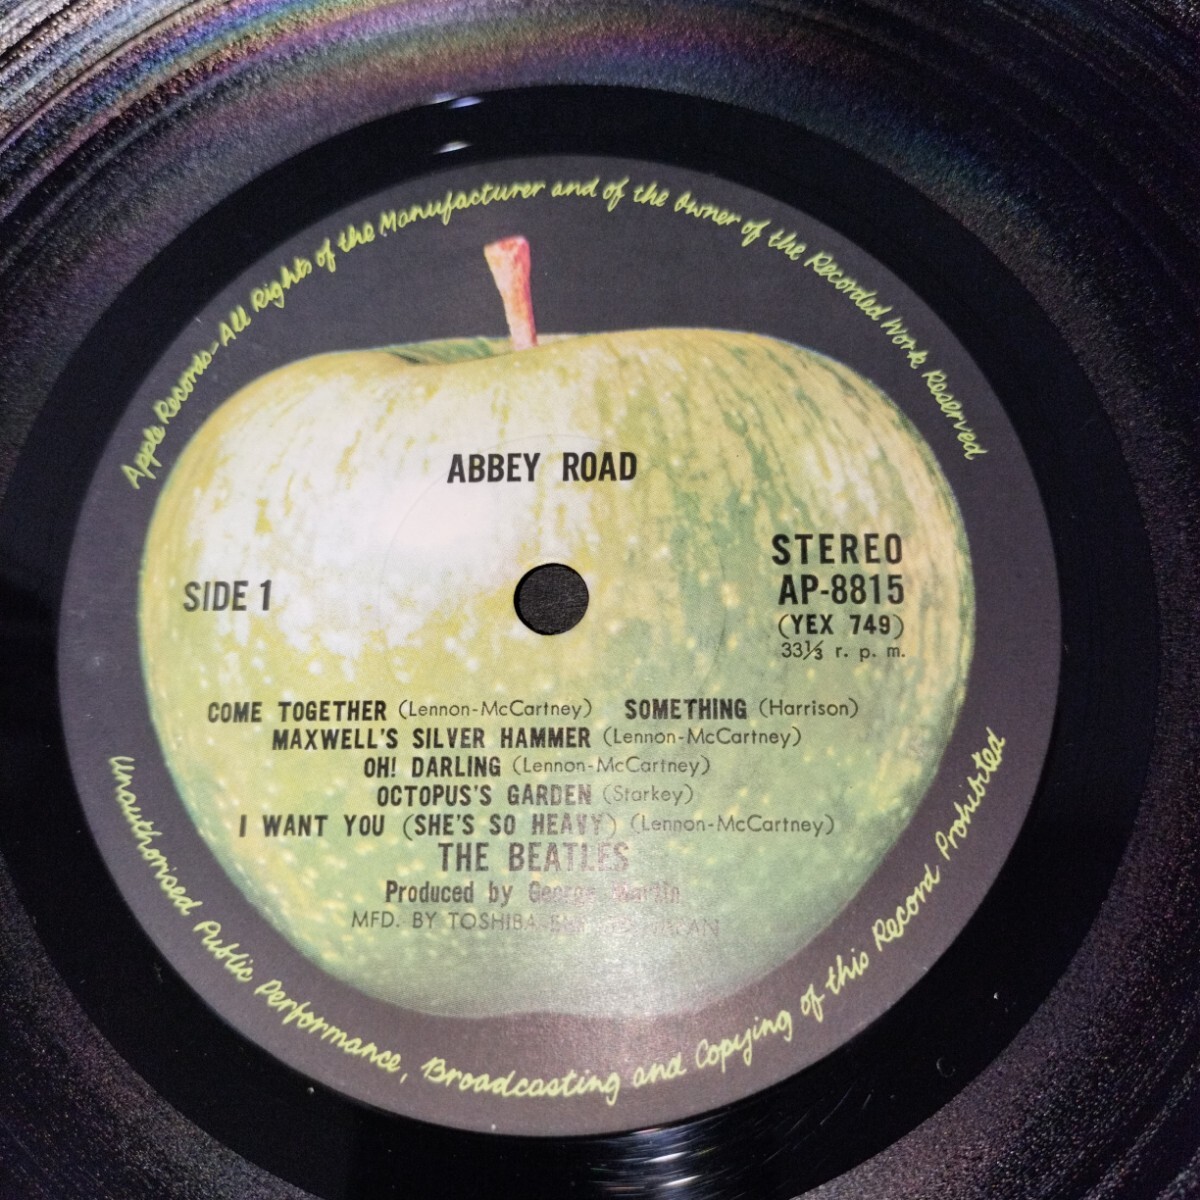 Apple Records-All Rights of the Manufacturer and of the Owner of the Recorded Work Reserved
ABBEY ROAD
SIDE 1
STEREO
AP-8815
(YEX 749)
33⅓ r. p. m.
COME TOGETHER (Lennon-McCartney) SOMETHING (Harrison)
MAXWELL'S SILVER HAMMER (Lennon-McCartney)
OH! DARLING (Lennon-McCartney)
OCTOPUS'S GARDEN (Starkey)
I WANT YOU (SHE'S SO HEAVY) (Lennon-McCartney)
THE BEATLES
Produced by George Martin
MFD. BY TOSHIBA JAPAN
Unauthorised Public Performance, Broadcasting and Copying of this Record Prohibited